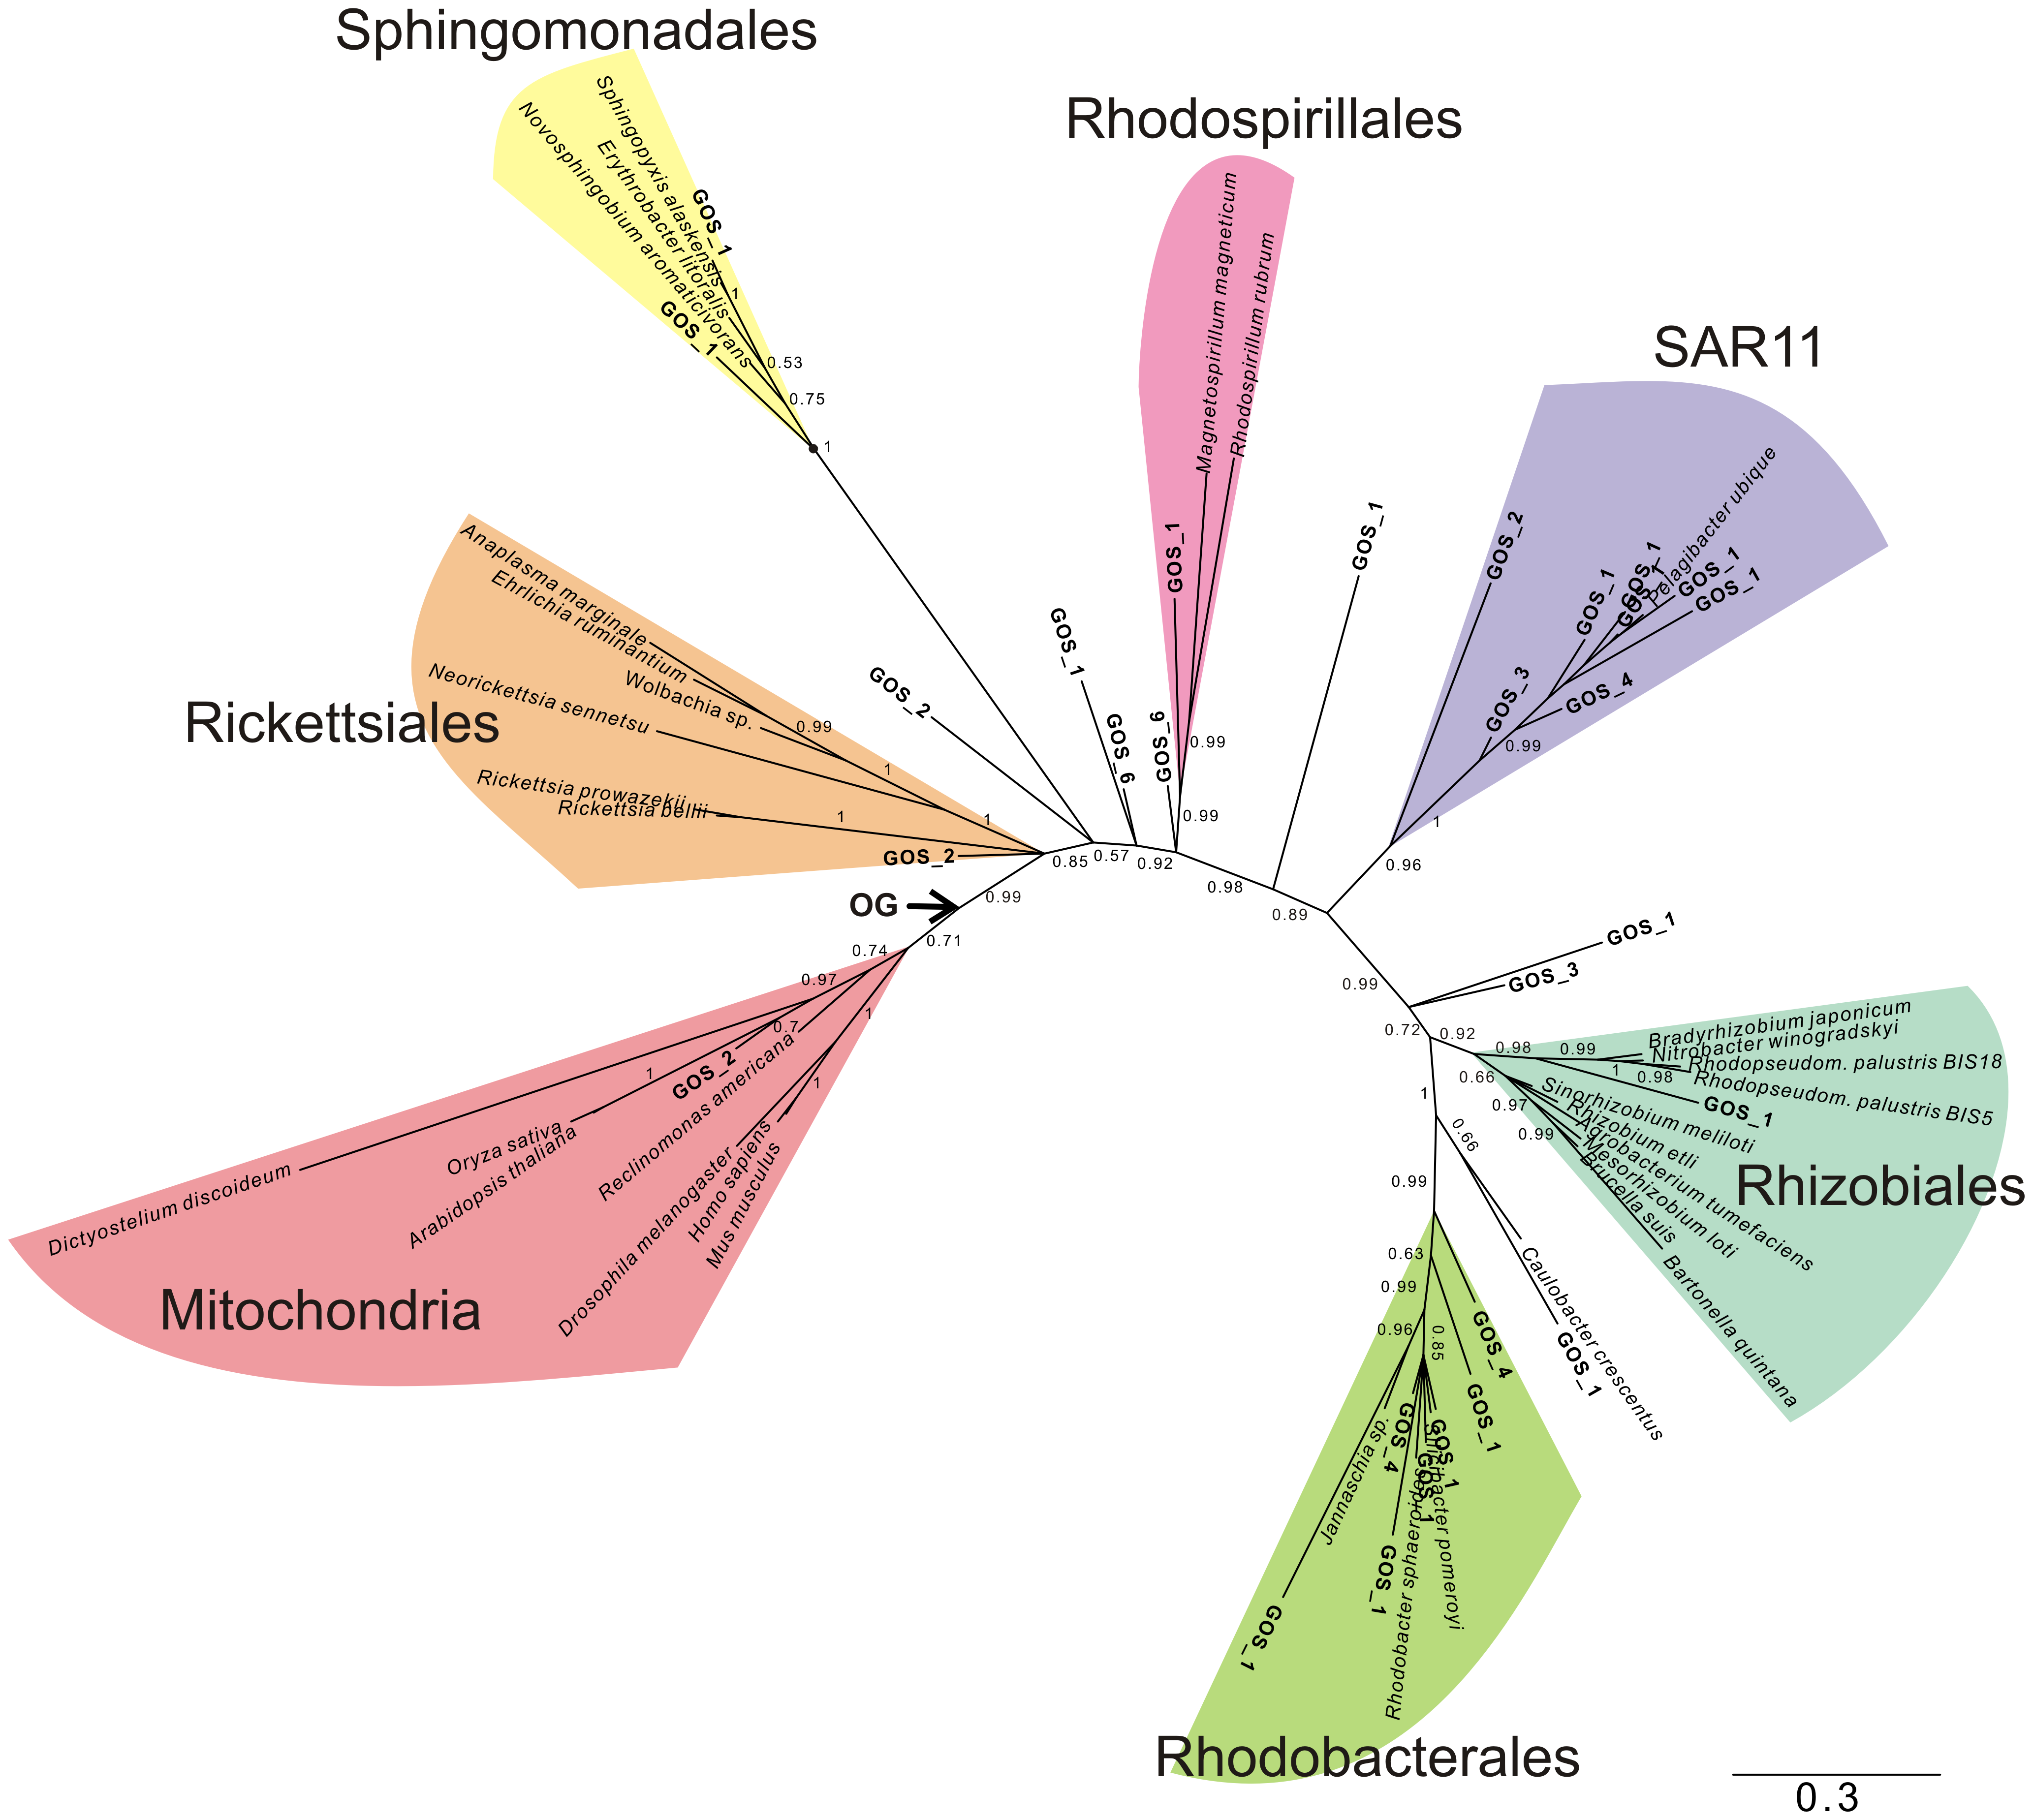 Sphingomonadales
Sphingopyxis alaskensis
Erythrobacter litoralis
Novosphingobium aromaticivorans
GOS_1
GOS_1
1
0.53
0.75
1
Rhodospirillales
Magnetospirillum magneticum
Rhodospirillum rubrum
GOS_1
0.99
0.99
SAR11
GOS_2
Pelagibacter ubique
GOS_1
GOS_1
GOS_1
GOS_1
GOS_1
GOS_3
GOS_4
0.99
1
0.96
GOS_1
Rickettsiales
Anaplasma marginale
Ehrlichia ruminantium
Wolbachia sp.
Neorickettsia sennetsu
Rickettsia prowazekii
Rickettsia bellii
GOS_2
0.99
1
1
1
GOS_2
GOS_1
GOS_6
GOS_6
0.85
0.57
0.92
0.98
0.89
OG
0.99
0.71
0.74
0.97
0.7
1
1
1
GOS_2
Dictyostelium discoideum
Oryza sativa
Arabidopsis thaliana
Reclinomonas americana
Drosophila melanogaster
Homo sapiens
Mus musculus
Mitochondria
GOS_1
GOS_3
0.99
0.72
0.92
0.98
0.99
1
0.98
0.66
0.97
0.99
Bradyrhizobium japonicum
Nitrobacter winogradskyi
Rhodopseudom. palustris BIS18
Rhodopseudom. palustris BIS5
GOS_1
Sinorhizobium meliloti
Rhizobium etli
Agrobacterium tumefaciens
Mesorhizobium loti
Brucella suis
Bartonella quintana
Rhizobiales
1
0.66
0.99
Caulobacter crescentus
GOS_1
0.63
0.99
0.96
0.85
GOS_4
GOS_1
GOS_4
GOS_1
GOS_1
Jannaschia sp.
Silicibacter pomeroyi
Rhodobacter sphaeroides
GOS_1
GOS_1
Rhodobacterales
0.3